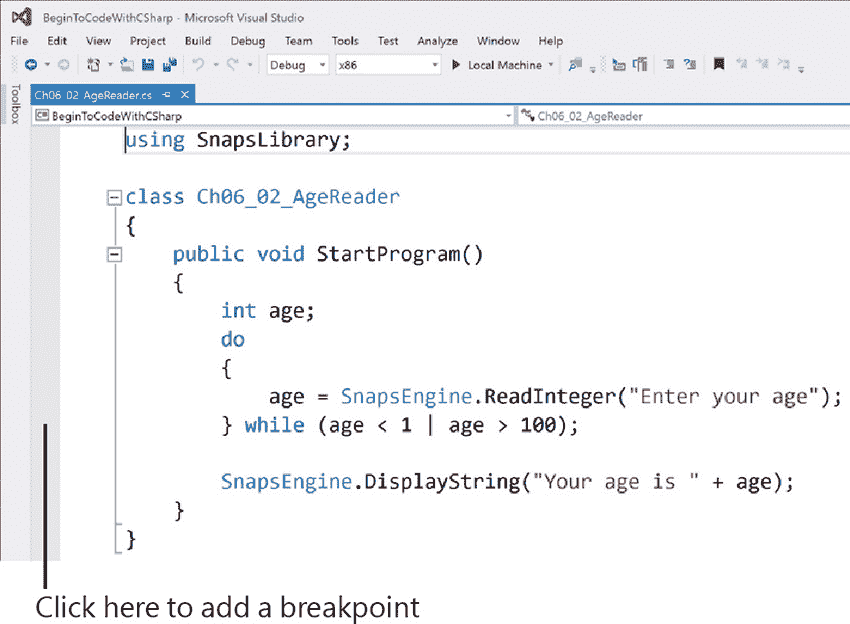 BeginToCodeWithCSharp - Microsoft Visual Studio
File Edit View Project Build Debug Team Tools Test Analyze Window Help
Debug x86 Local Machine
Toolbox
Ch06_02_AgeReader.cs
BeginToCodeWithCSharp Ch06_02_AgeReader
using SnapsLibrary;
class Ch06_02_AgeReader
{
public void StartProgram()
{
int age;
do
{
age = SnapsEngine.ReadInteger("Enter your age");
} while (age < 1 | age > 100);
SnapsEngine.DisplayString("Your age is " + age);
}
}
Click here to add a breakpoint